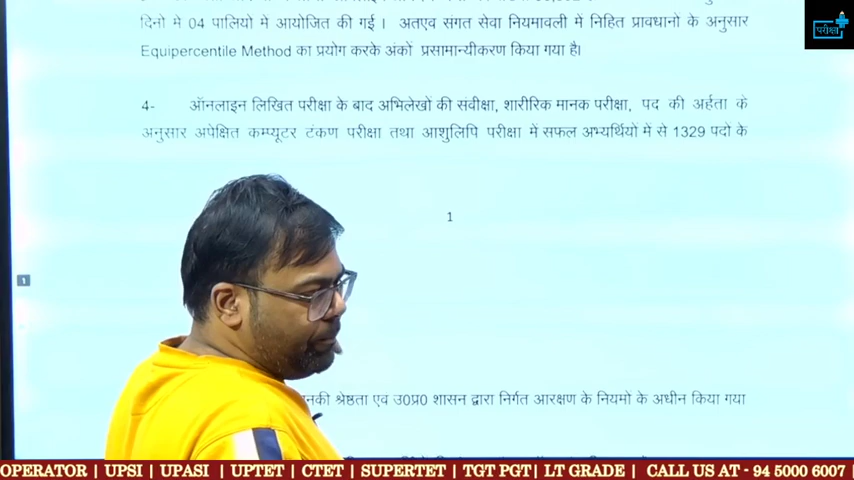 परीक्षा
दिनो मे 04 पालियो में आयोजित की गई । अतएव संगत सेवा नियमावली में निहित प्रावधानों के अनुसार
Equipercentile Method का प्रयोग करके अंकों प्रसामान्यीकरण किया गया है।
4- ऑनलाइन लिखित परीक्षा के बाद अभिलेखों की संवीक्षा, शारीरिक मानक परीक्षा, पद की अर्हता के
अनुसार अपेक्षित कम्प्यूटर टंकण परीक्षा तथा आशुलिपि परीक्षा में सफल अभ्यर्थियों में से 1329 पदों के
1
1
श्रेष्ठता एव उ0प्र0 शासन द्वारा निर्गत आरक्षण के नियमों के अधीन किया गया
OPERATOR | UPSI | UPASI | UPTET | CTET | SUPERTET | TGT PGT| LT GRADE | CALL US AT - 94 5000 6007 |